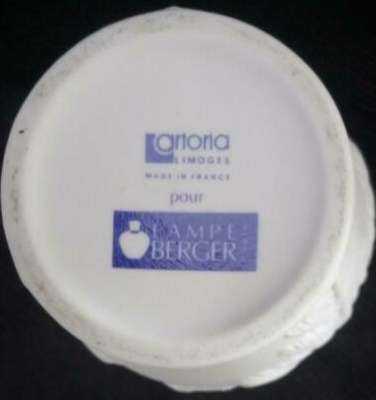 artoria
LIMOGES
MADE IN FRANCE
pour
LAMPE
BERGER